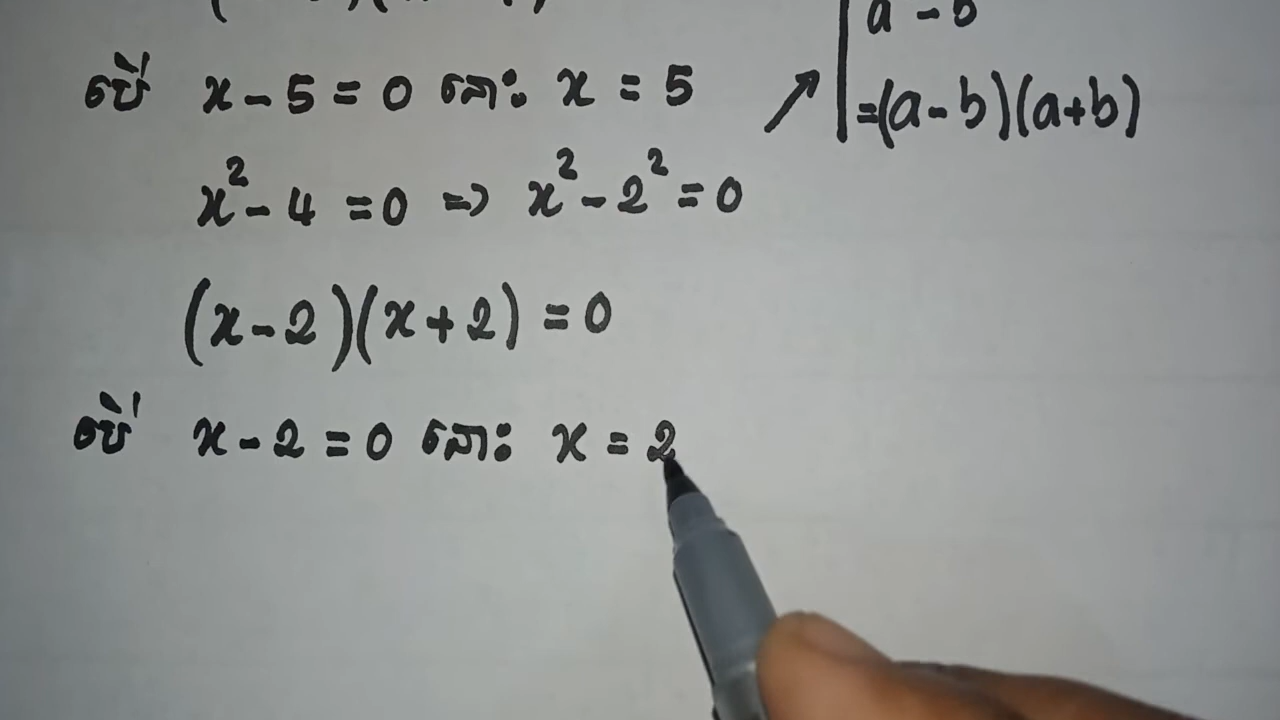 បើ x - 5 = 0 នោះ x = 5
x² - 4 = 0 => x² - 2² = 0
(x - 2)(x + 2) = 0
បើ x - 2 = 0 នោះ x = 2
a - b
=(a - b)(a + b)